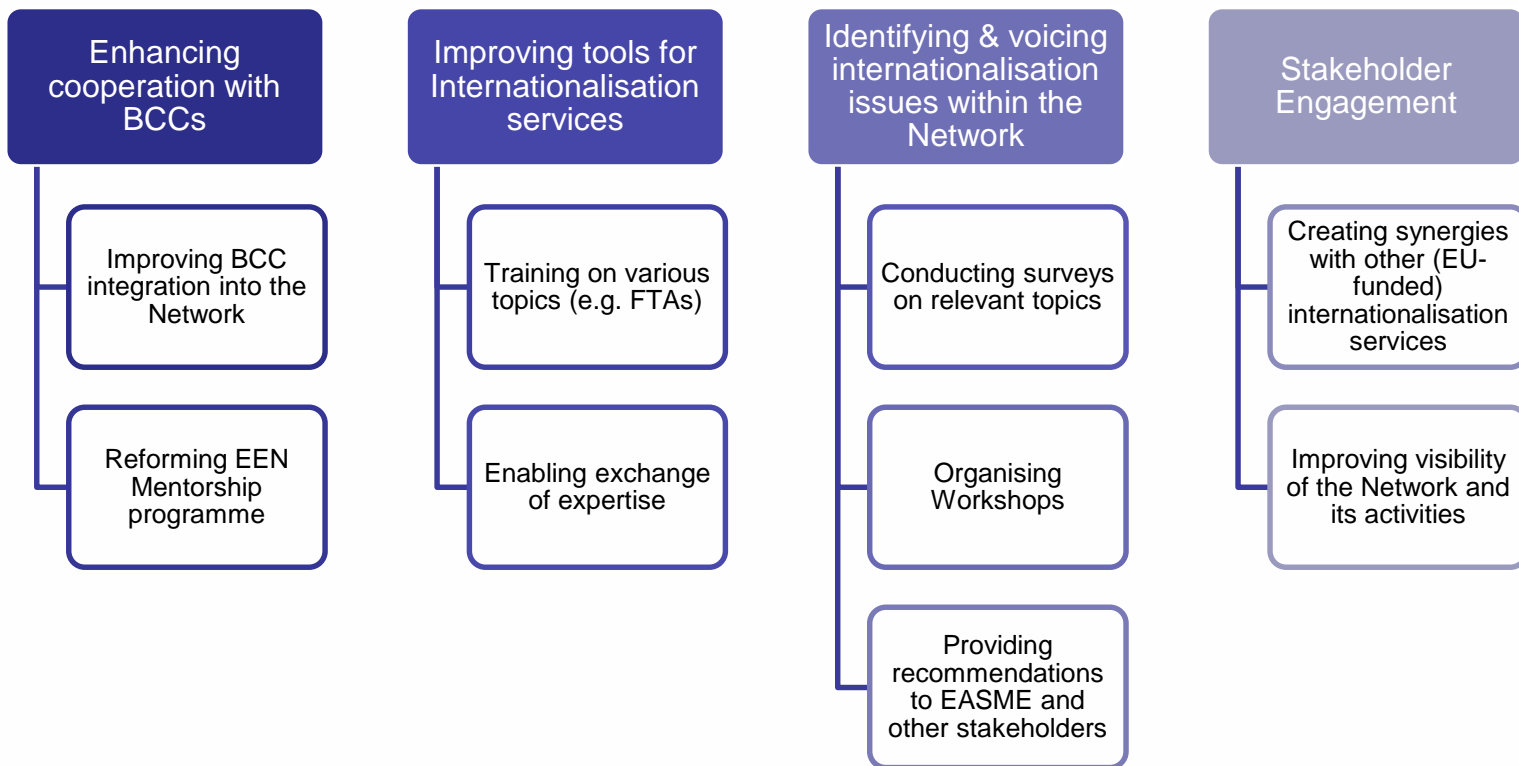 Enhancing
cooperation with
BCCs
Improving BCC
integration into the
Network
Reforming EEN
Mentorship
programme
Improving tools for
Internationalisation
services
Training on various
topics (e.g. FTAs)
Enabling exchange
of expertise
Identifying & voicing
internationalisation
issues within the
Network
Conducting surveys
on relevant topics
Organising
Workshops
Providing
recommendations
to EASME and
other stakeholders
Stakeholder
Engagement
Creating synergies
with other (EU-
funded)
internationalisation
services
Improving visibility
of the Network and
its activities